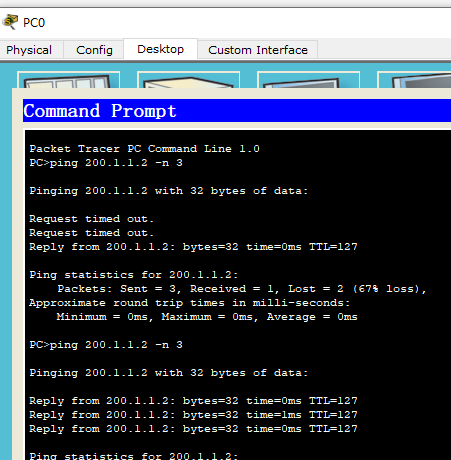 PC0
Physical Config Desktop Custom Interface
Command Prompt
Packet Tracer PC Command Line 1.0
PC>ping 200.1.1.2 -n 3
Pinging 200.1.1.2 with 32 bytes of data:
Request timed out.
Request timed out.
Reply from 200.1.1.2: bytes=32 time=0ms TTL=127
Ping statistics for 200.1.1.2:
Packets: Sent = 3, Received = 1, Lost = 2 (67% loss),
Approximate round trip times in milli-seconds:
Minimum = 0ms, Maximum = 0ms, Average = 0ms
PC>ping 200.1.1.2 -n 3
Pinging 200.1.1.2 with 32 bytes of data:
Reply from 200.1.1.2: bytes=32 time=0ms TTL=127
Reply from 200.1.1.2: bytes=32 time=1ms TTL=127
Reply from 200.1.1.2: bytes=32 time=0ms TTL=127
Ping statistics for 200.1.1.2: